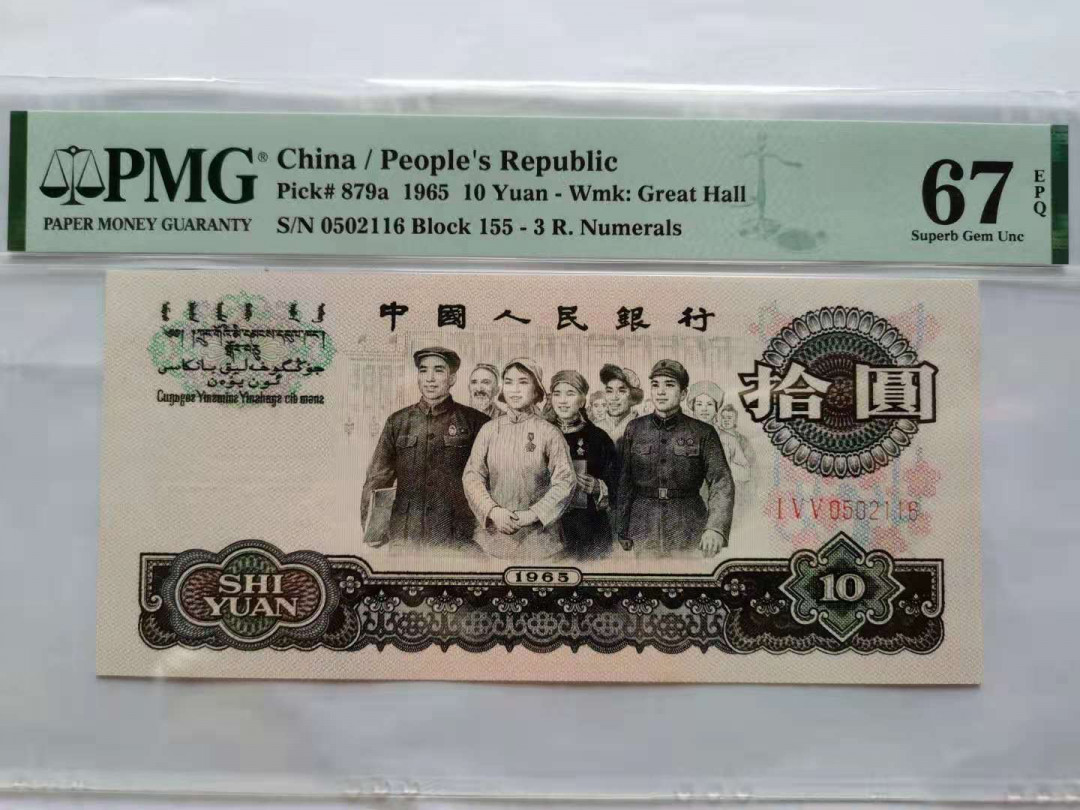 PMG®
PAPER MONEY GUARANTY
China / People's Republic
Pick# 879a 1965 10 Yuan - Wmk: Great Hall
S/N 0502116 Block 155 - 3 R. Numerals
67 EPQ
Superb Gem Unc
中國人民銀行
拾圓
I V V 0502116
1965
SHI
YUAN
10